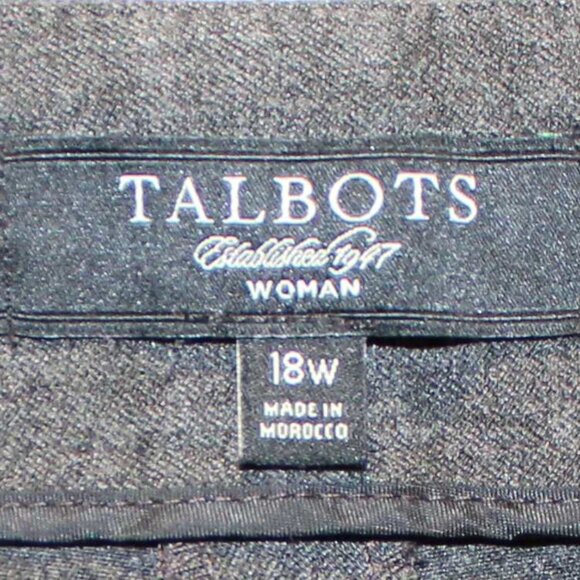 TALBOTS
Established 1947
WOMAN
18W
MADE IN
MOROCCO